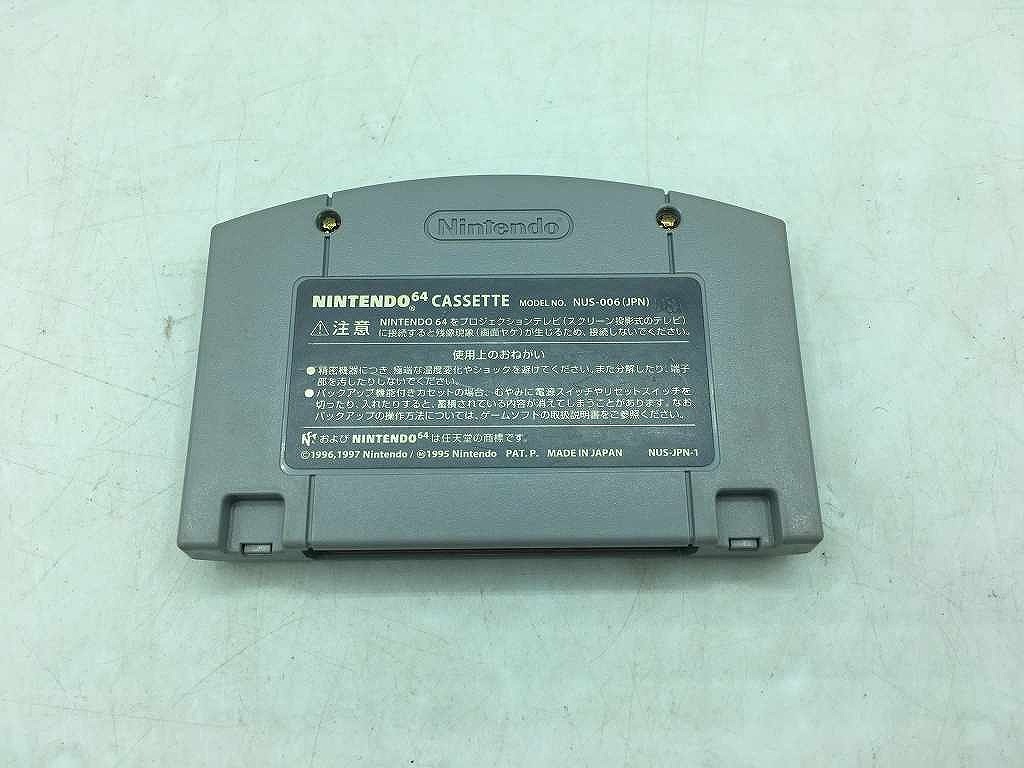 Nintendo
NINTENDO64 CASSETTE MODEL NO. NUS-006(JPN)
⚠注意 NINTENDO 64 をプロジェクションテレビ(スクリーン投影式のテレビ)
に接続すると残像現象(画面ヤケ)が生じるため、接続しないでください。
使用上のおねがい
●精密機器につき、極端な温度変化やショックを避けてください。また分解したり、端子
部を汚したりしないでください。
●バックアップ機能付きカセットの場合、むやみに電源スイッチやリセットスイッチを
切ったり入れたりすると、蓄積されている内容が消えてしまうことがあります。なお
バックアップの操作方法については、ゲームソフトの取扱説明書をご参照ください。
および NINTENDO64 は任天堂の商標です。
©1996,1997 Nintendo / ®1995 Nintendo PAT. P. MADE IN JAPAN NUS-JPN-1